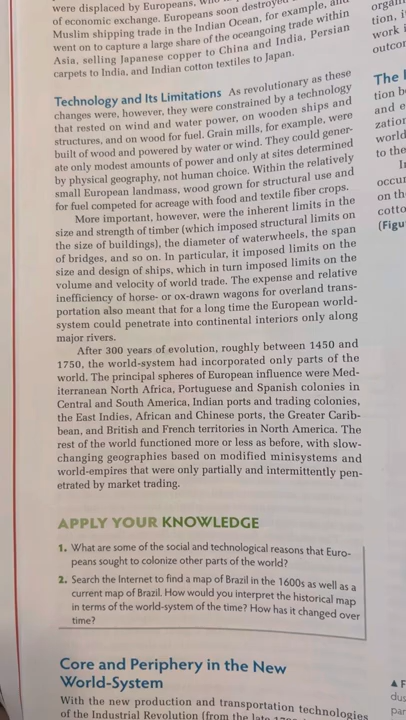 were displaced by Europeans, who
of economic exchange. Europeans soon destroyed
Muslim shipping trade in the Indian Ocean, for example, and
went on to capture a large share of the oceangoing trade within
Asia, selling Japanese copper to China and India, Persian
carpets to India, and Indian cotton textiles to Japan.
Technology and Its Limitations As revolutionary as these
changes were, however, they were constrained by a technology
that rested on wind and water power, on wooden ships and
structures, and on wood for fuel. Grain mills, for example, were
built of wood and powered by water or wind. They could gener-
ate only modest amounts of power and only at sites determined
by physical geography, not human choice. Within the relatively
small European landmass, wood grown for structural use and
for fuel competed for acreage with food and textile fiber crops.
More important, however, were the inherent limits in the
size and strength of timber (which imposed structural limits on
the size of buildings), the diameter of waterwheels, the span
of bridges, and so on. In particular, it imposed limits on the
size and design of ships, which in turn imposed limits on the
volume and velocity of world trade. The expense and relative
inefficiency of horse- or ox-drawn wagons for overland trans-
portation also meant that for a long time the European world-
system could penetrate into continental interiors only along
major rivers.
After 300 years of evolution, roughly between 1450 and
1750, the world-system had incorporated only parts of the
world. The principal spheres of European influence were Med-
iterranean North Africa, Portuguese and Spanish colonies in
Central and South America, Indian ports and trading colonies,
the East Indies, African and Chinese ports, the Greater Carib-
bean, and British and French territories in North America. The
rest of the world functioned more or less as before, with slow-
changing geographies based on modified minisystems and
world-empires that were only partially and intermittently pen-
etrated by market trading.
APPLY YOUR KNOWLEDGE
1. What are some of the social and technological reasons that Euro-
peans sought to colonize other parts of the world?
2. Search the Internet to find a map of Brazil in the 1600s as well as a
current map of Brazil. How would you interpret the historical map
in terms of the world-system of the time? How has it changed over
time?
Core and Periphery in the New
World-System
With the new production and transportation technologies
of the Industrial Revolution (from the late
tion, i
work i
The
tion b
and e
world
to the
occur
on th
cotto
(Figu
▲ F
dus
par